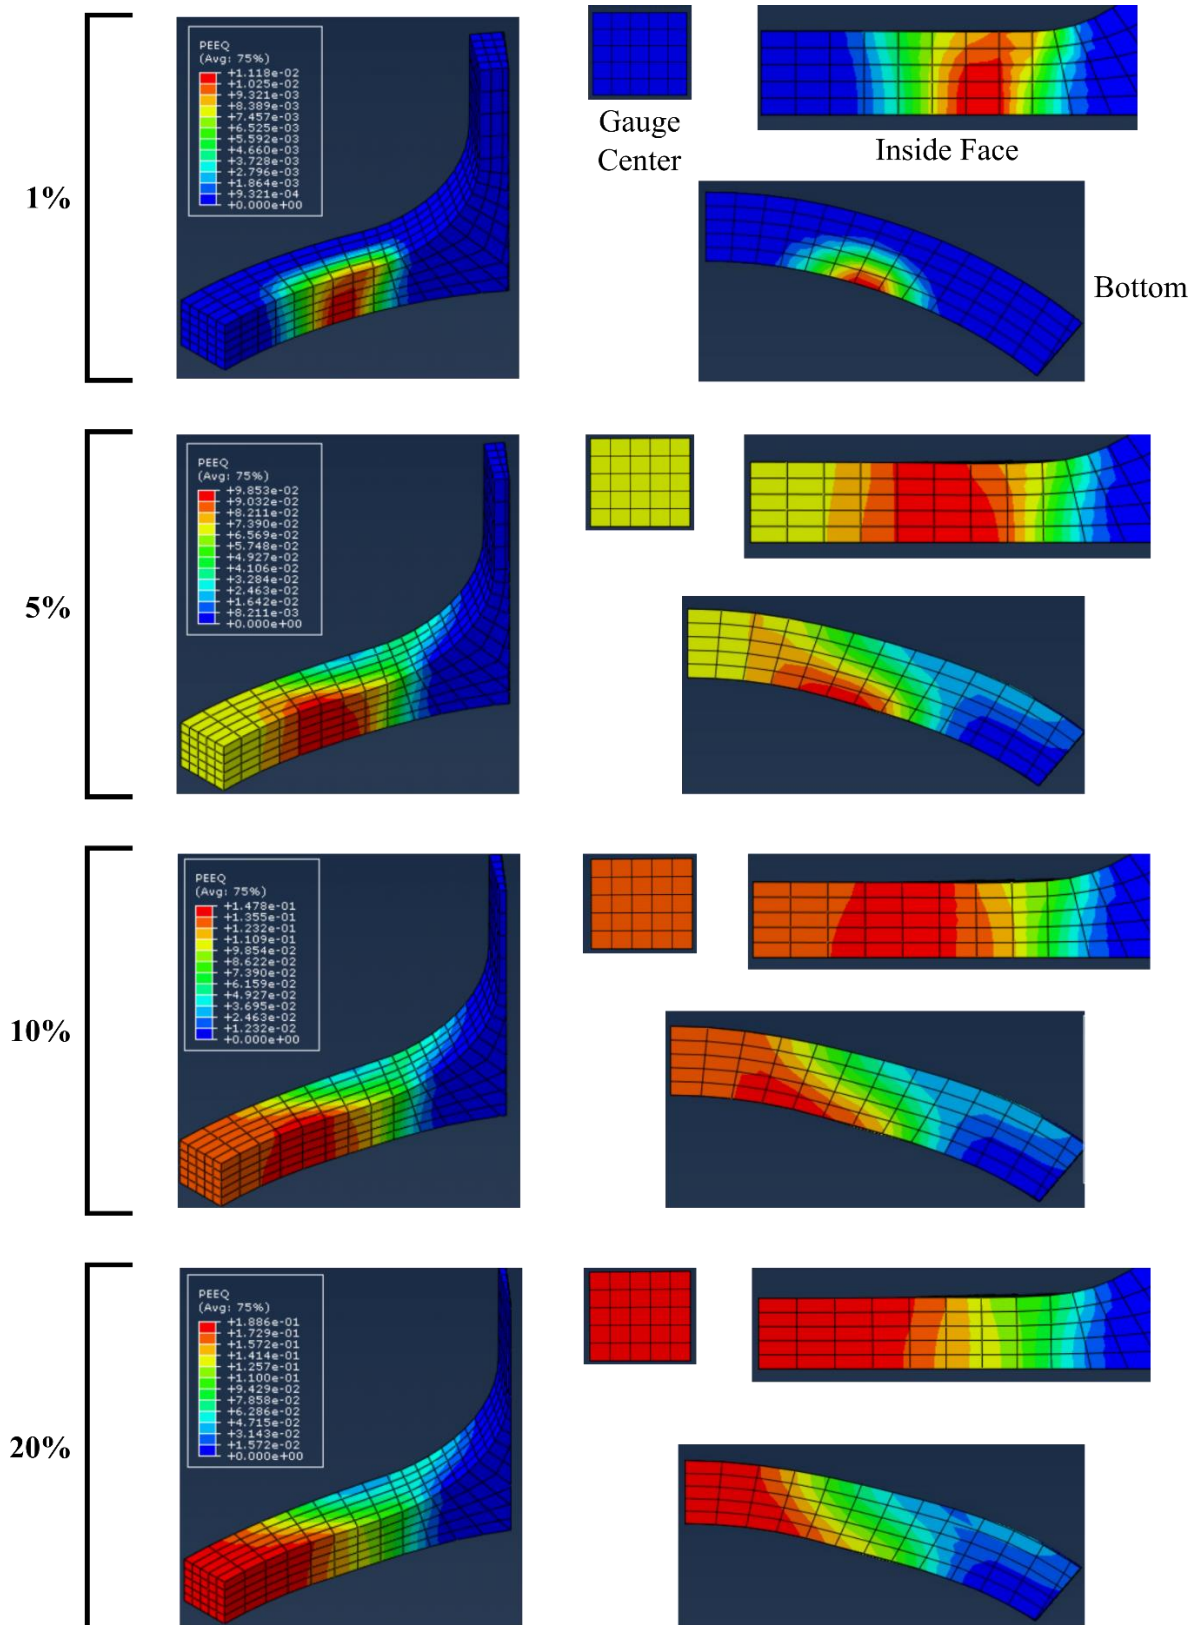 1%
PEEQ
(Avg: 75%)
+1.118e-02
+1.025e-02
+9.321e-03
+8.389e-03
+7.457e-03
+6.525e-03
+5.592e-03
+4.660e-03
+3.728e-03
+2.796e-03
+1.864e-03
+9.321e-04
+0.000e+00
Gauge
Center
Inside Face
Bottom
5%
PEEQ
(Avg: 75%)
+9.853e-02
+9.032e-02
+8.211e-02
+7.390e-02
+6.569e-02
+5.748e-02
+4.927e-02
+4.106e-02
+3.284e-02
+2.463e-02
+1.642e-02
+8.211e-03
+0.000e+00
10%
PEEQ
(Avg: 75%)
+1.478e-01
+1.355e-01
+1.232e-01
+1.109e-01
+9.854e-02
+8.622e-02
+7.390e-02
+6.159e-02
+4.927e-02
+3.695e-02
+2.463e-02
+1.232e-02
+0.000e+00
20%
PEEQ
(Avg: 75%)
+1.886e-01
+1.729e-01
+1.572e-01
+1.414e-01
+1.257e-01
+1.100e-01
+9.429e-02
+7.858e-02
+6.286e-02
+4.715e-02
+3.143e-02
+1.572e-02
+0.000e+00